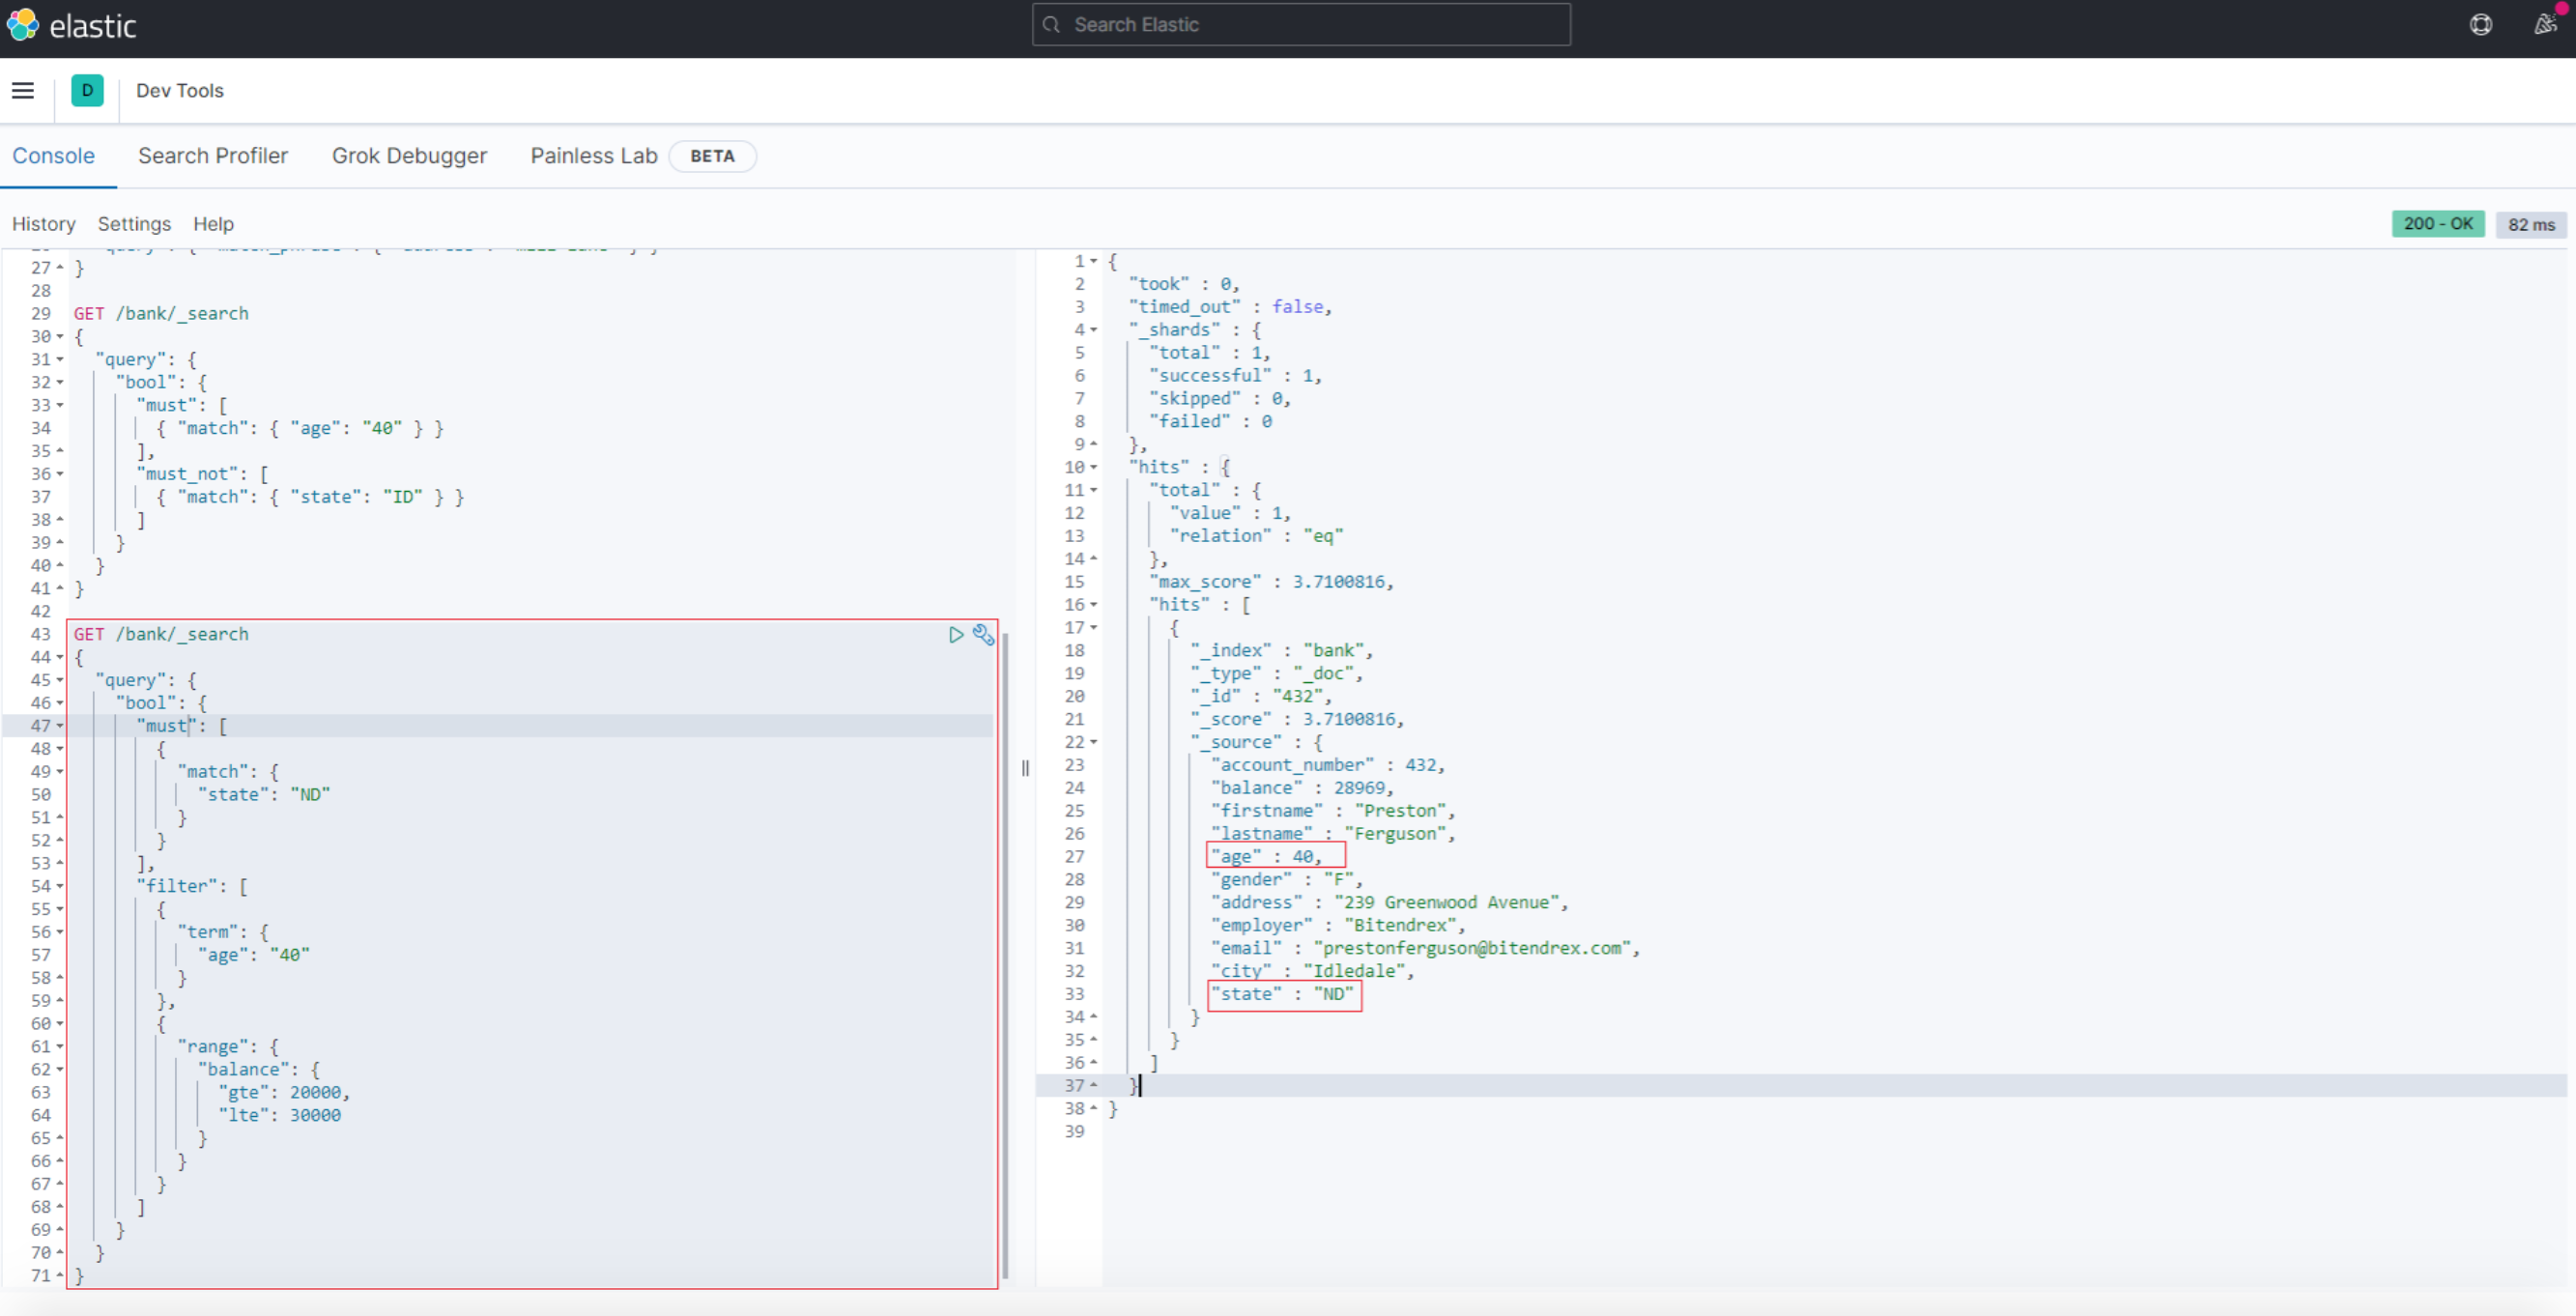 elastic
Search Elastic
D
Dev Tools
Console
Search Profiler
Grok Debugger
Painless Lab
BETA
History
Settings
Help
200 - OK
82 ms
27 }
28
29 GET /bank/_search
30 {
31 "query": {
32 "bool": {
33 "must": [
34 { "match": { "age": "40" } }
35 ],
36 "must_not": [
37 { "match": { "state": "ID" } }
38 ]
39 }
40 }
41 }
42
43 GET /bank/_search
44 {
45 "query": {
46 "bool": {
47 "must": [
48 {
49 "match": {
50 "state": "ND"
51 }
52 }
53 ],
54 "filter": [
55 {
56 "term": {
57 "age": "40"
58 }
59 },
60 {
61 "range": {
62 "balance": {
63 "gte": 20000,
64 "lte": 30000
65 }
66 }
67 }
68 ]
69 }
70 }
71 }
1 {
2 "took" : 0,
3 "timed_out" : false,
4 "_shards" : {
5 "total" : 1,
6 "successful" : 1,
7 "skipped" : 0,
8 "failed" : 0
9 },
10 "hits" : {
11 "total" : {
12 "value" : 1,
13 "relation" : "eq"
14 },
15 "max_score" : 3.7100816,
16 "hits" : [
17 {
18 "_index" : "bank",
19 "_type" : "_doc",
20 "_id" : "432",
21 "_score" : 3.7100816,
22 "_source" : {
23 "account_number" : 432,
24 "balance" : 28969,
25 "firstname" : "Preston",
26 "lastname" : "Ferguson",
27 "age" : 40,
28 "gender" : "F",
29 "address" : "239 Greenwood Avenue",
30 "employer" : "Bitendrex",
31 "email" : "prestonferguson@bitendrex.com",
32 "city" : "Idledale",
33 "state" : "ND"
34 }
35 }
36 ]
37 }
38 }
39